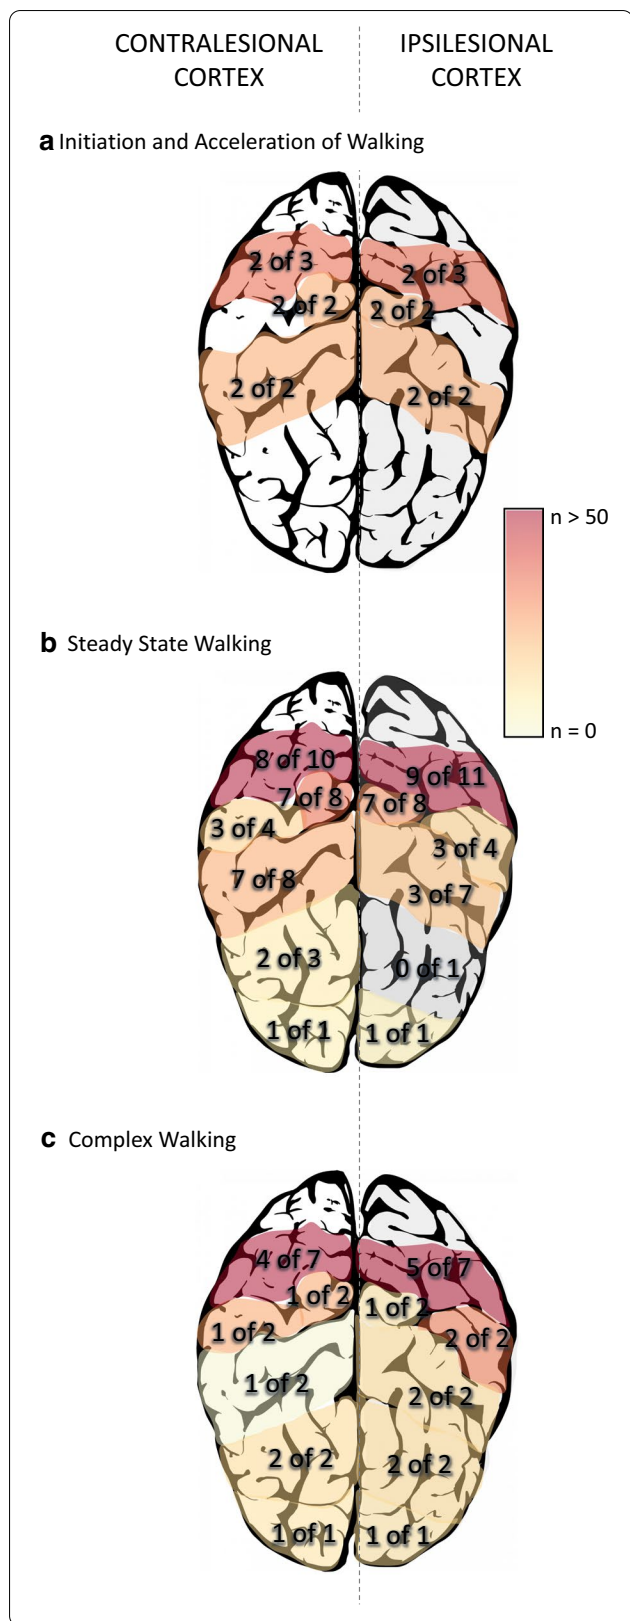 CONTRALESIONAL CORTEX
IPSILESIONAL CORTEX
a Initiation and Acceleration of Walking
2 of 3
2 of 3
2 of 2
2 of 2
2 of 2
2 of 2
n > 50
n = 0
b Steady State Walking
8 of 10
9 of 11
7 of 8
7 of 8
3 of 4
3 of 4
7 of 8
3 of 7
2 of 3
0 of 1
1 of 1
1 of 1
c Complex Walking
4 of 7
5 of 7
1 of 2
1 of 2
1 of 2
2 of 2
1 of 2
2 of 2
2 of 2
2 of 2
1 of 1
1 of 1